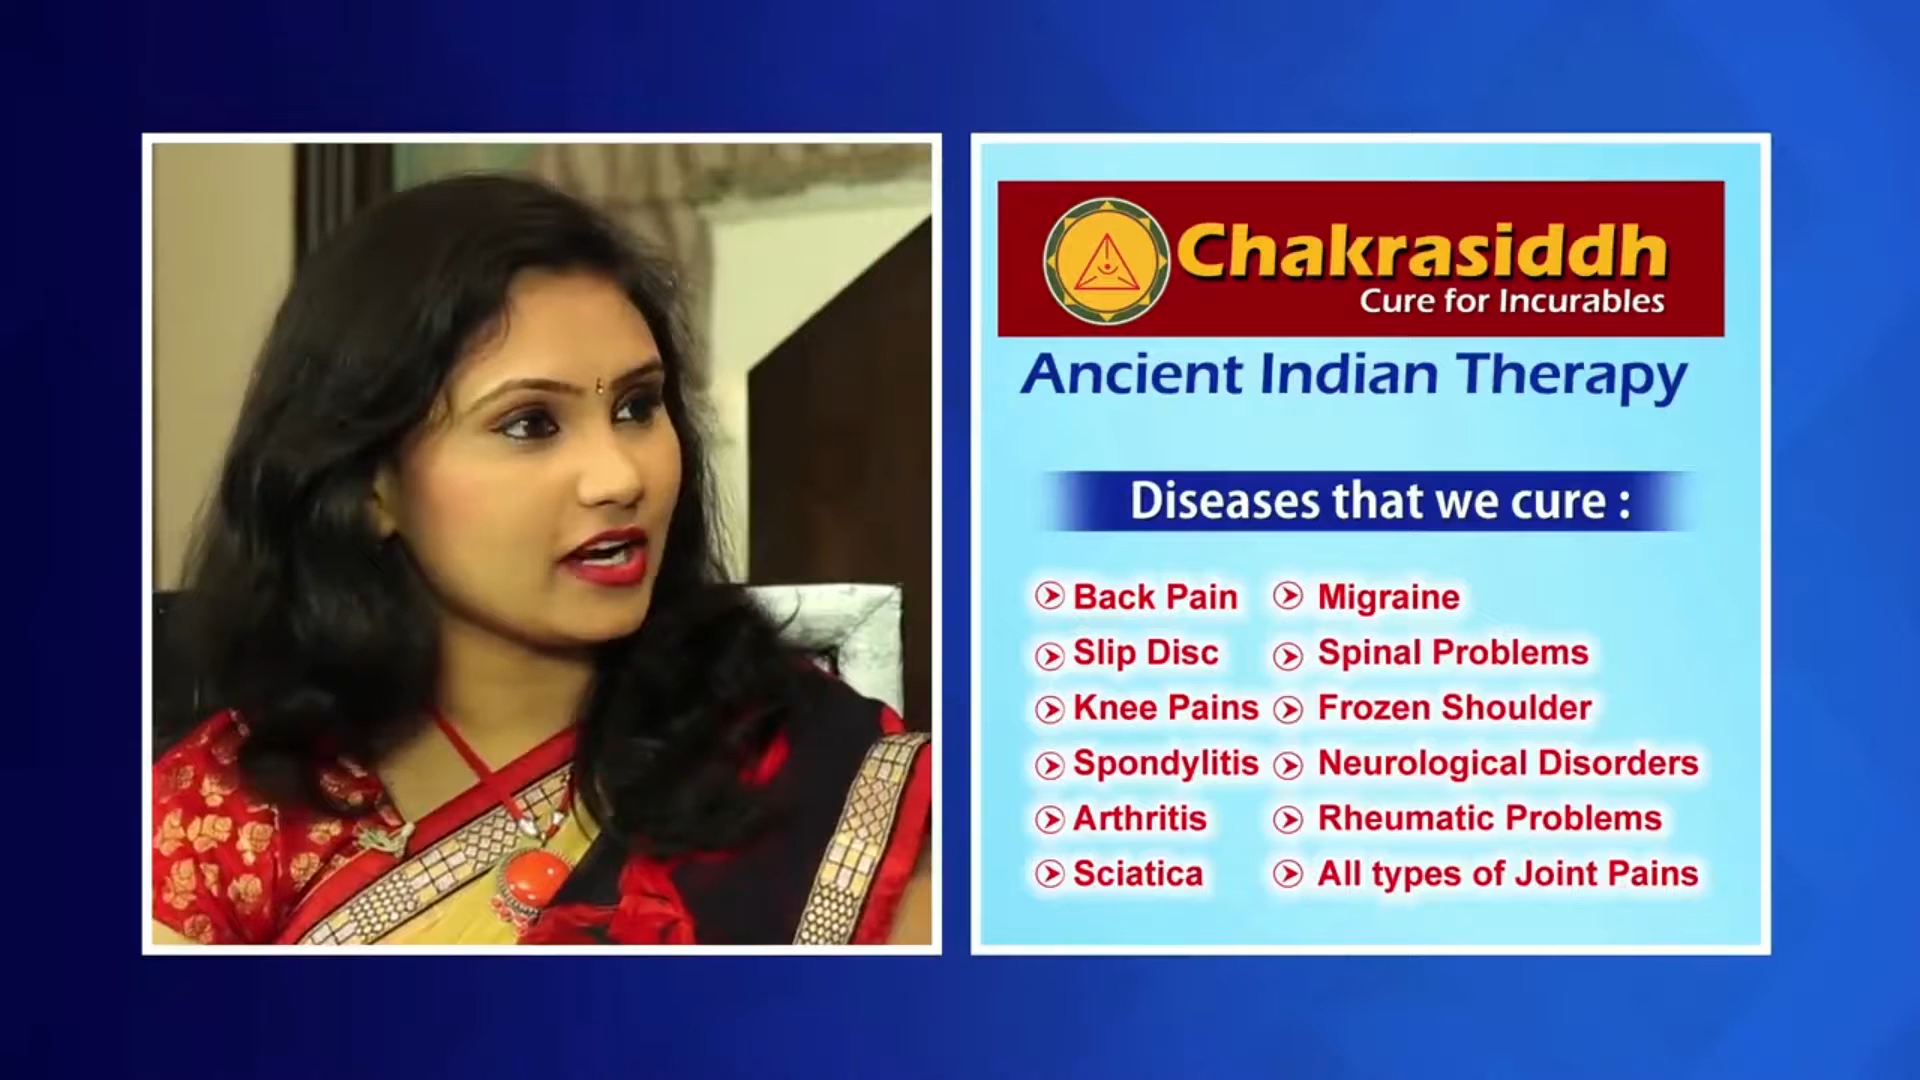 Chakrasiddh
Cure for Incurables
Ancient Indian Therapy
Diseases that we cure :
Back Pain
Slip Disc
Knee Pains
Spondylitis
Arthritis
Sciatica
Migraine
Spinal Problems
Frozen Shoulder
Neurological Disorders
Rheumatic Problems
All types of Joint Pains